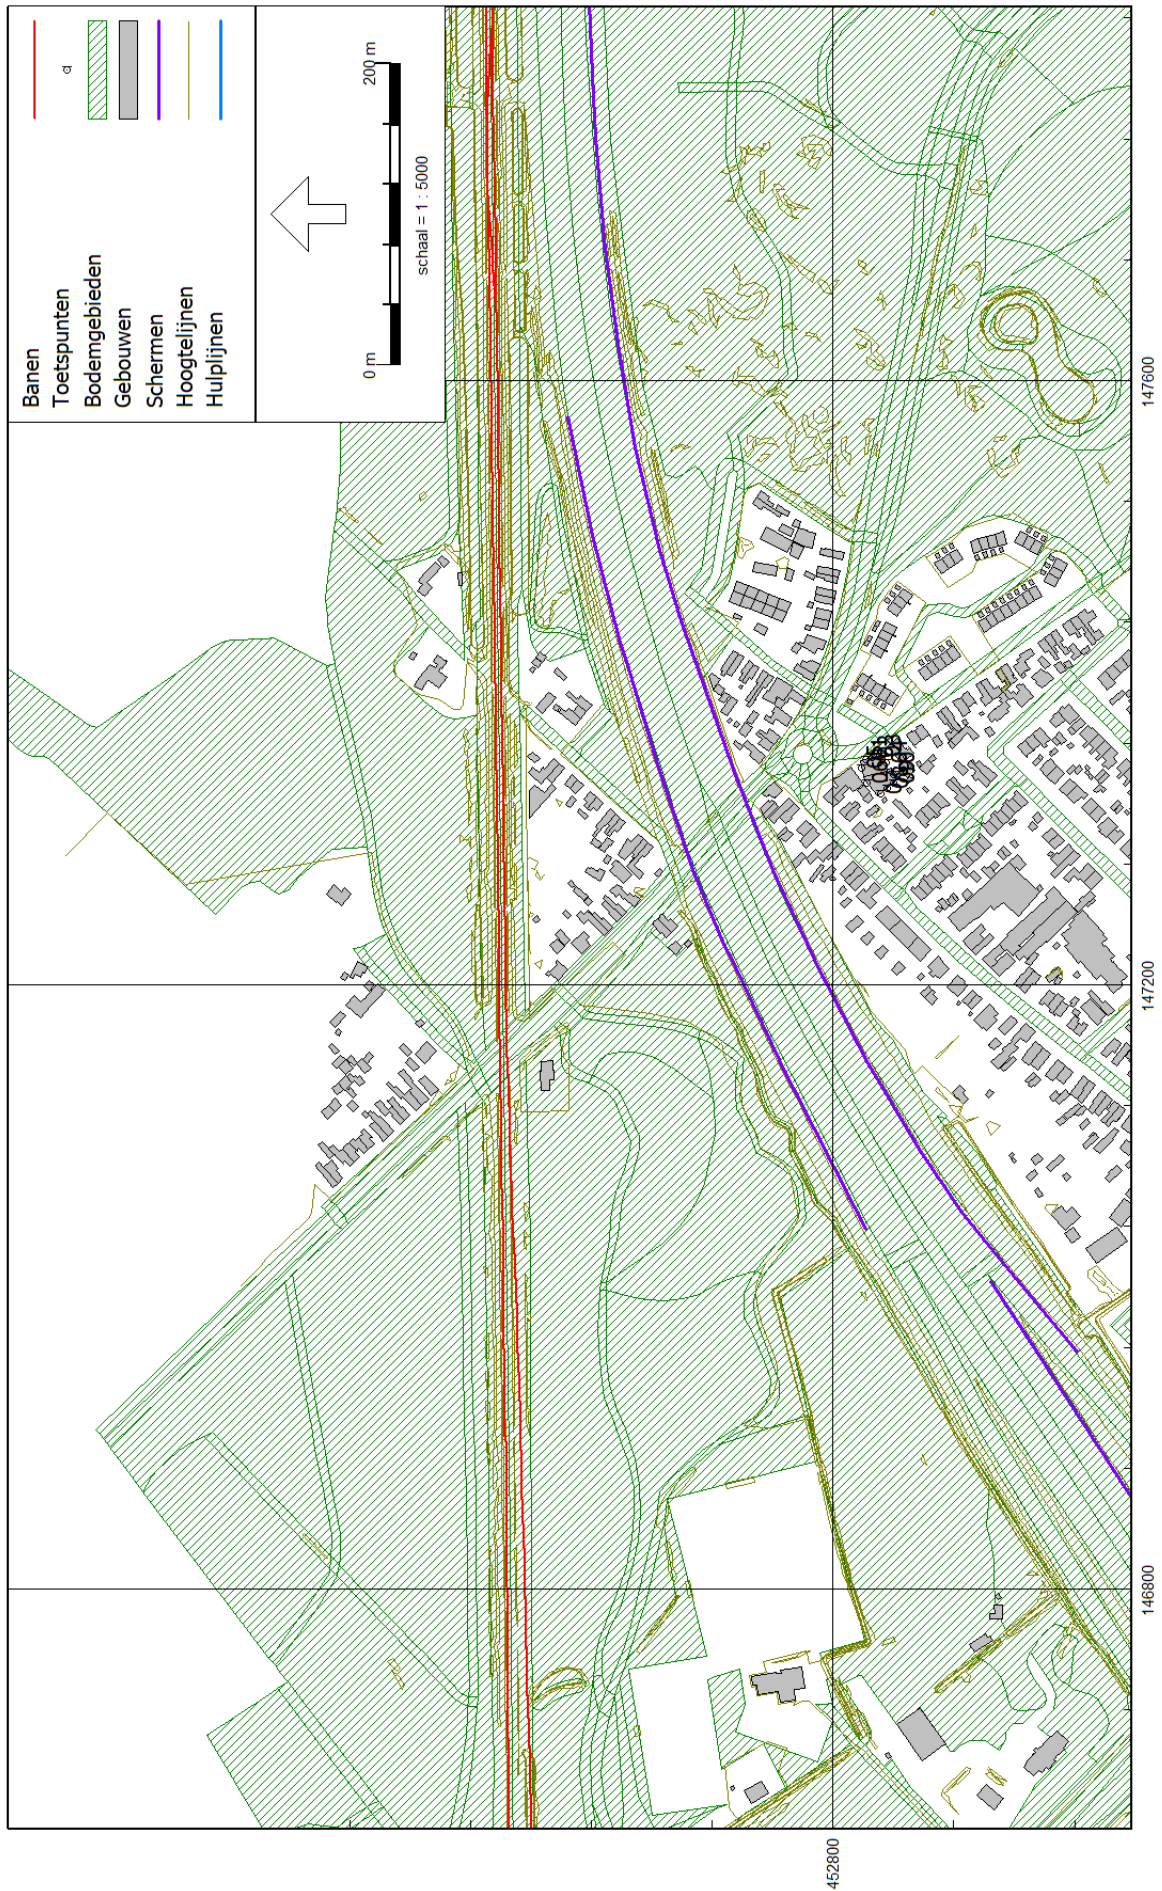 Banen
Toetspunten
Bodemgebieden
Gebouwen
Schermen
Hoogtelijnen
Hulplijnen
0 m
200 m
schaal = 1 : 5000
452800
146800
147200
147600